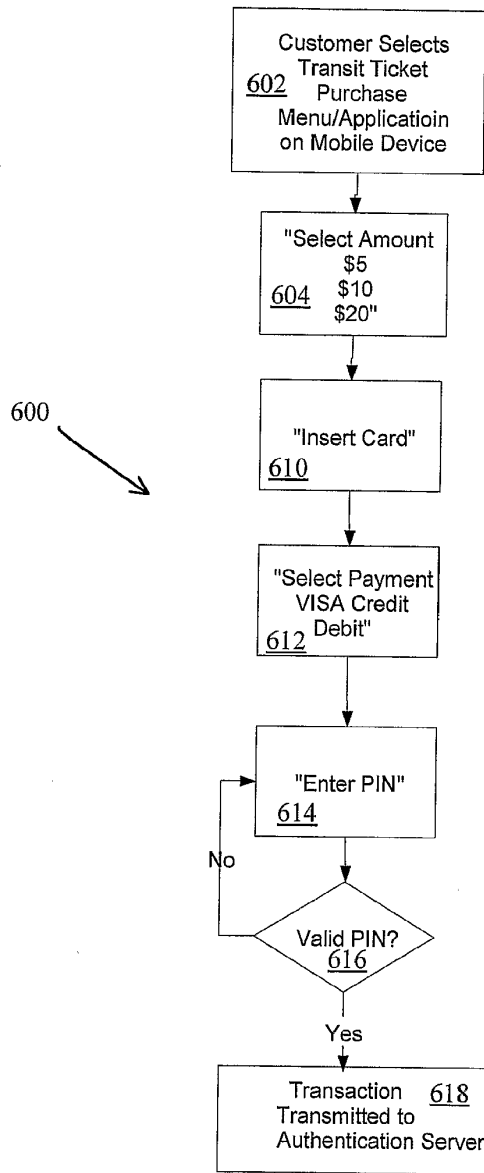 Customer Selects
602 Transit Ticket
Purchase
Menu/Applicatioin
on Mobile Device
"Select Amount
$5
604 $10
$20"
600
"Insert Card"
610
"Select Payment
VISA Credit
Debit"
612
"Enter PIN"
614
No
Valid PIN?
616
Yes
Transaction 618
Transmitted to
Authentication Server